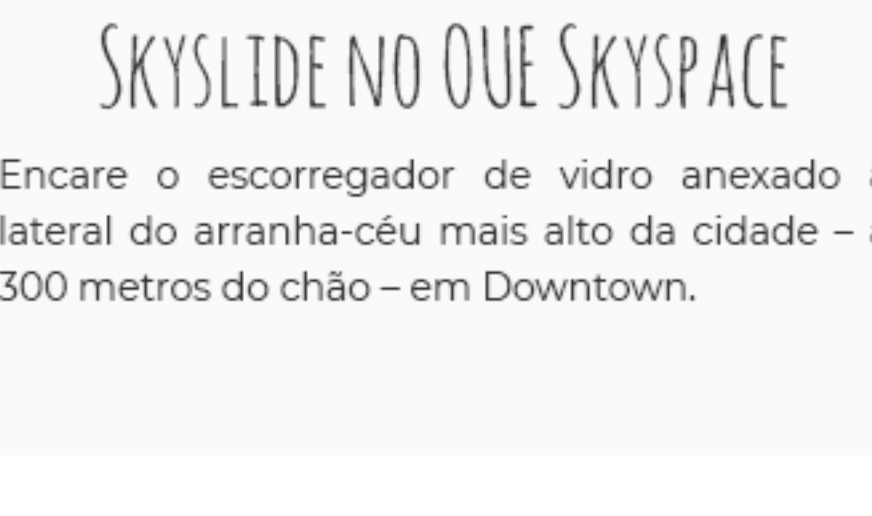 SKYSLIDE NO OUE SKYSPACE
Encare o escorregador de vidro anexado
lateral do arranha-céu mais alto da cidade –
300 metros do chão – em Downtown.